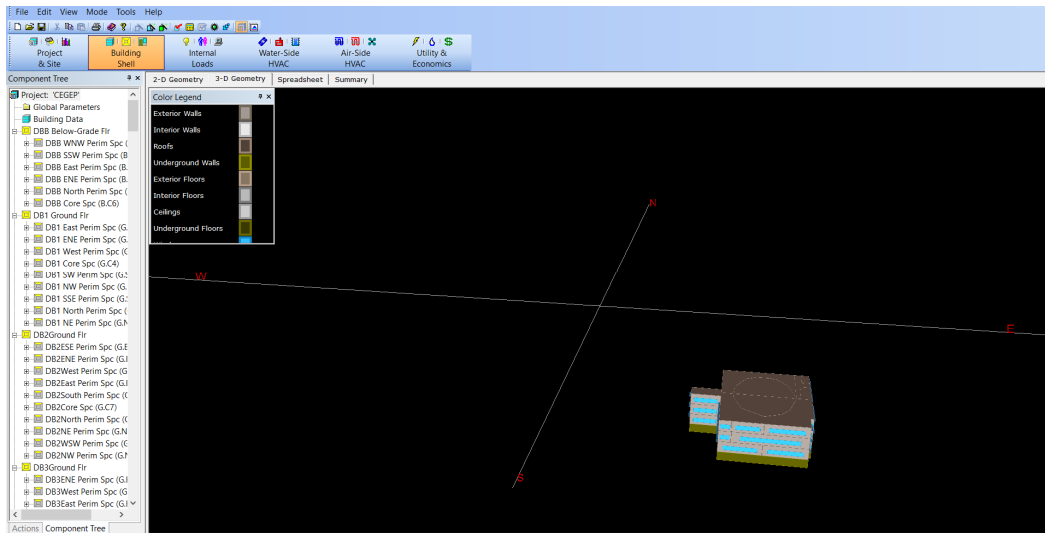 File Edit View Mode Tools Help
Project & Site
Building Shell
Internal Loads
Water-Side HVAC
Air-Side HVAC
Utility & Economics
Component Tree
2-D Geometry 3-D Geometry Spreadsheet Summary
Project: 'CEGEP'
Global Parameters
Building Data
DBB Below-Grade Flr
DBB WNW Perim Spc (
DBB SSW Perim Spc (B
DBB East Perim Spc (B.
DBB ENE Perim Spc (B.
DBB North Perim Spc (
DBB Core Spc (B.C6)
DB1 Ground Flr
DB1 East Perim Spc (G.
DB1 ENE Perim Spc (G.
DB1 West Perim Spc (G
DB1 Core Spc (G.C4)
DB1 SW Perim Spc (G.S
DB1 NW Perim Spc (G.
DB1 SSE Perim Spc (G.
DB1 North Perim Spc (
DB1 NE Perim Spc (G.N
DB2Ground Flr
DB2ESE Perim Spc (G.E
DB2ENE Perim Spc (G.I
DB2West Perim Spc (G
DB2East Perim Spc (G.I
DB2South Perim Spc (
DB2Core Spc (G.C7)
DB2North Perim Spc (
DB2NE Perim Spc (G.N
DB2WSW Perim Spc (G
DB2NW Perim Spc (G.
DB3Ground Flr
DB3ENE Perim Spc (G.I
DB3West Perim Spc (G
DB3East Perim Spc (G.I
Actions Component Tree
Color Legend
Exterior Walls
Interior Walls
Roofs
Underground Walls
Exterior Floors
Interior Floors
Ceilings
Underground Floors
N
W
E
S